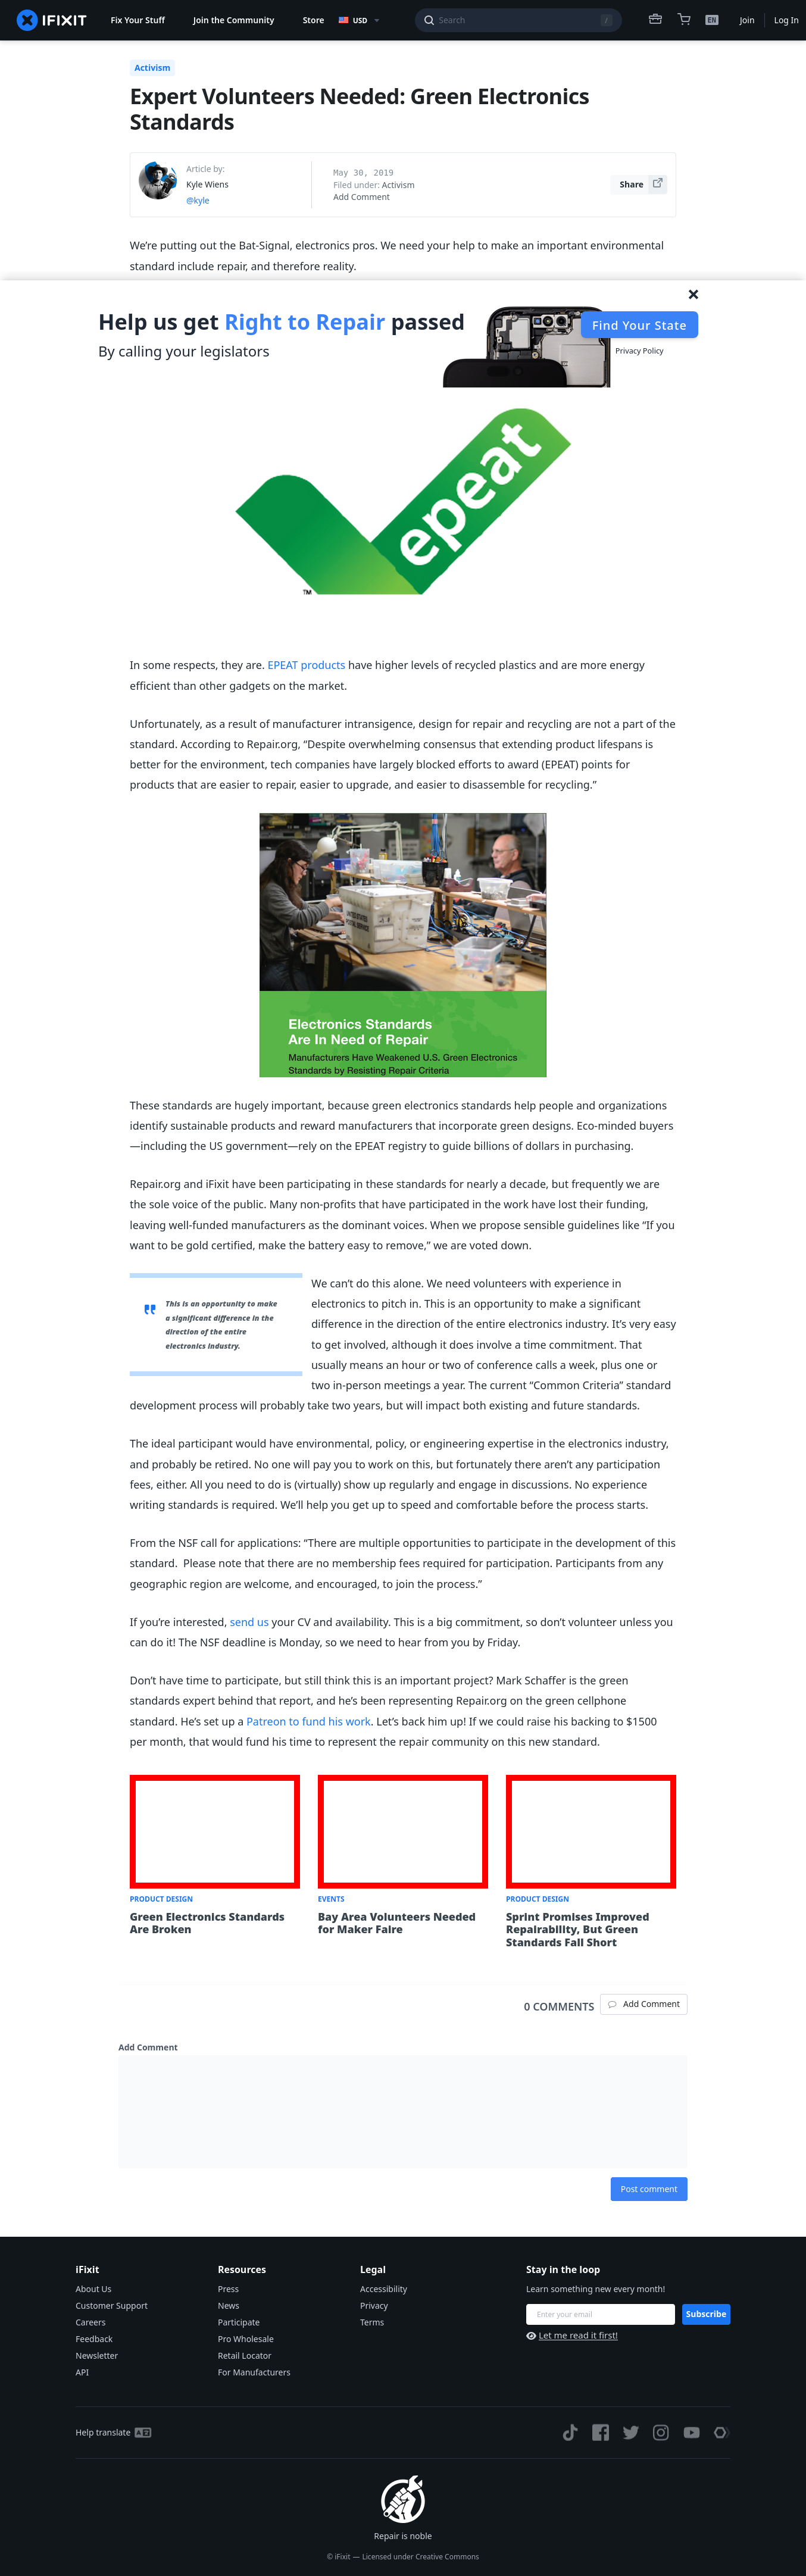 IFIXIT Fix Your Stuff Join the Community Store USD Search / EN Join Log In
Activism
Expert Volunteers Needed: Green Electronics
Standards
Article by:
Kyle Wiens
@kyle
May 30, 2019
Filed under: Activism
Add Comment
Share
We’re putting out the Bat-Signal, electronics pros. We need your help to make an important environmental
standard include repair, and therefore reality.
Help us get Right to Repair passed
By calling your legislators
Find Your State
Privacy Policy
epeat
TM
In some respects, they are. EPEAT products have higher levels of recycled plastics and are more energy
efficient than other gadgets on the market.
Unfortunately, as a result of manufacturer intransigence, design for repair and recycling are not a part of the
standard. According to Repair.org, “Despite overwhelming consensus that extending product lifespans is
better for the environment, tech companies have largely blocked efforts to award (EPEAT) points for
products that are easier to repair, easier to upgrade, and easier to disassemble for recycling.”
Electronics Standards
Are In Need of Repair
Manufacturers Have Weakened U.S. Green Electronics
Standards by Resisting Repair Criteria
These standards are hugely important, because green electronics standards help people and organizations
identify sustainable products and reward manufacturers that incorporate green designs. Eco-minded buyers
—including the US government—rely on the EPEAT registry to guide billions of dollars in purchasing.
Repair.org and iFixit have been participating in these standards for nearly a decade, but frequently we are
the sole voice of the public. Many non-profits that have participated in the work have lost their funding,
leaving well-funded manufacturers as the dominant voices. When we propose sensible guidelines like “If you
want to be gold certified, make the battery easy to remove,” we are voted down.
This is an opportunity to make
a significant difference in the
direction of the entire
electronics industry.
We can’t do this alone. We need volunteers with experience in
electronics to pitch in. This is an opportunity to make a significant
difference in the direction of the entire electronics industry. It’s very easy
to get involved, although it does involve a time commitment. That
usually means an hour or two of conference calls a week, plus one or
two in-person meetings a year. The current “Common Criteria” standard
development process will probably take two years, but will impact both existing and future standards.
The ideal participant would have environmental, policy, or engineering expertise in the electronics industry,
and probably be retired. No one will pay you to work on this, but fortunately there aren’t any participation
fees, either. All you need to do is (virtually) show up regularly and engage in discussions. No experience
writing standards is required. We’ll help you get up to speed and comfortable before the process starts.
From the NSF call for applications: “There are multiple opportunities to participate in the development of this
standard.  Please note that there are no membership fees required for participation. Participants from any
geographic region are welcome, and encouraged, to join the process.”
If you’re interested, send us your CV and availability. This is a big commitment, so don’t volunteer unless you
can do it! The NSF deadline is Monday, so we need to hear from you by Friday.
Don’t have time to participate, but still think this is an important project? Mark Schaffer is the green
standards expert behind that report, and he’s been representing Repair.org on the green cellphone
standard. He’s set up a Patreon to fund his work. Let’s back him up! If we could raise his backing to $1500
per month, that would fund his time to represent the repair community on this new standard.
PRODUCT DESIGN
Green Electronics Standards
Are Broken
EVENTS
Bay Area Volunteers Needed
for Maker Faire
PRODUCT DESIGN
Sprint Promises Improved
Repairability, But Green
Standards Fall Short
0 COMMENTS Add Comment
Add Comment
Post comment
iFixit
About Us
Customer Support
Careers
Feedback
Newsletter
API
Resources
Press
News
Participate
Pro Wholesale
Retail Locator
For Manufacturers
Legal
Accessibility
Privacy
Terms
Stay in the loop
Learn something new every month!
Enter your email Subscribe
Let me read it first!
Help translate
Repair is noble
© iFixit — Licensed under Creative Commons